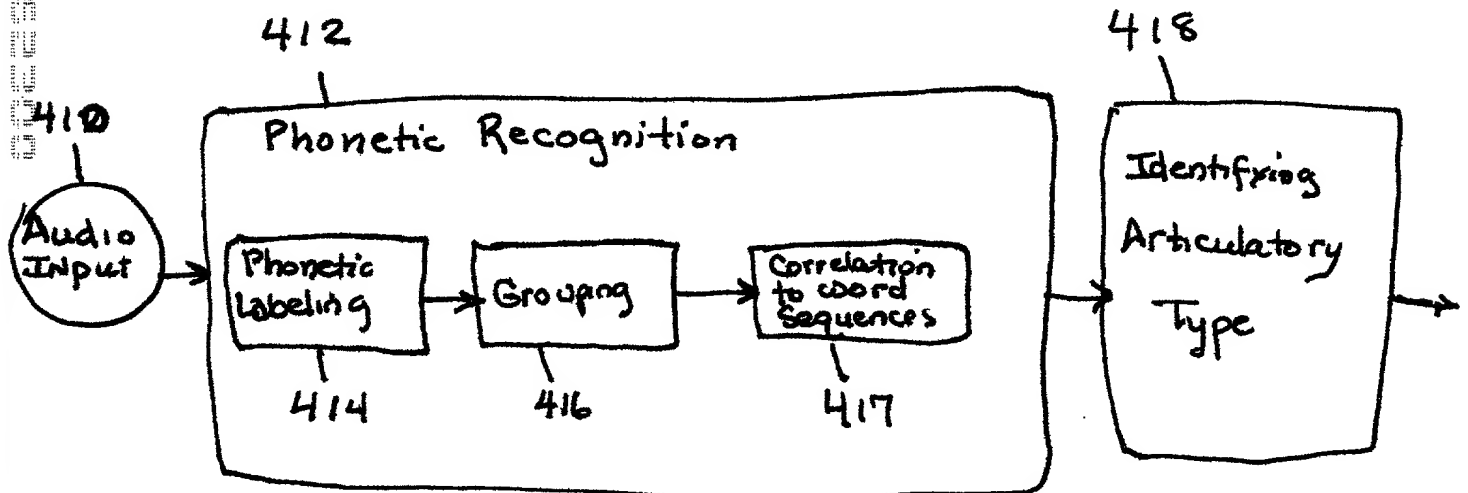 412
418
410
Phonetic Recognition
Identifying
Articulatory
Type
Audio
Input
Phonetic
Labeling
Grouping
Correlation
to word
Sequences
414
416
417